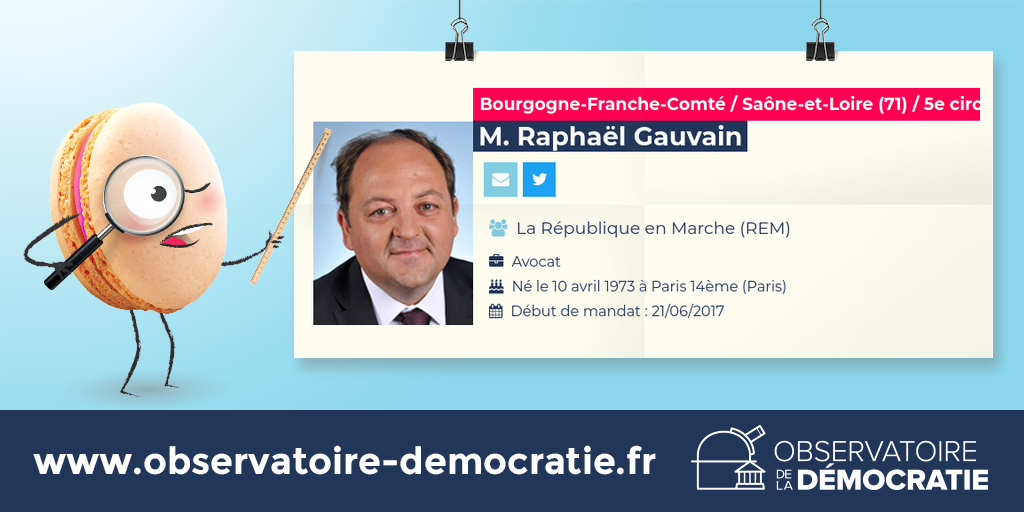 Bourgogne-Franche-Comté / Saône-et-Loire (71) / 5e circ
M. Raphaël Gauvain
La République en Marche (REM)
Avocat
Né le 10 avril 1973 à Paris 14ème (Paris)
Début de mandat : 21/06/2017
www.observatoire-democratie.fr
OBSERVATOIRE
DE LA DÉMOCRATIE